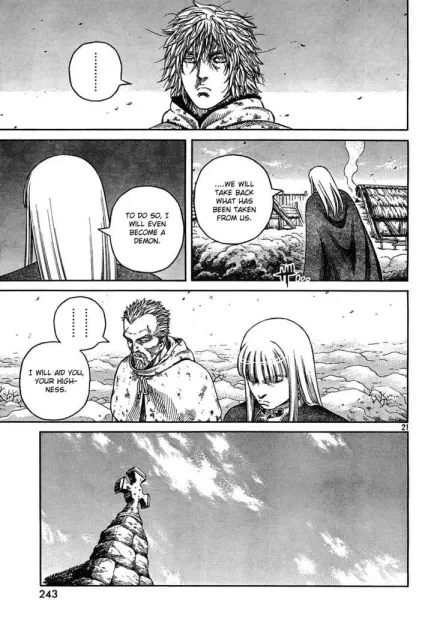 ..........
....WE WILL
TAKE BACK
WHAT HAS
BEEN TAKEN
FROM US.
TO DO SO, I
WILL EVEN
BECOME A
DEMON.
I WILL AID YOU,
YOUR HIGH-
NESS.
21
243